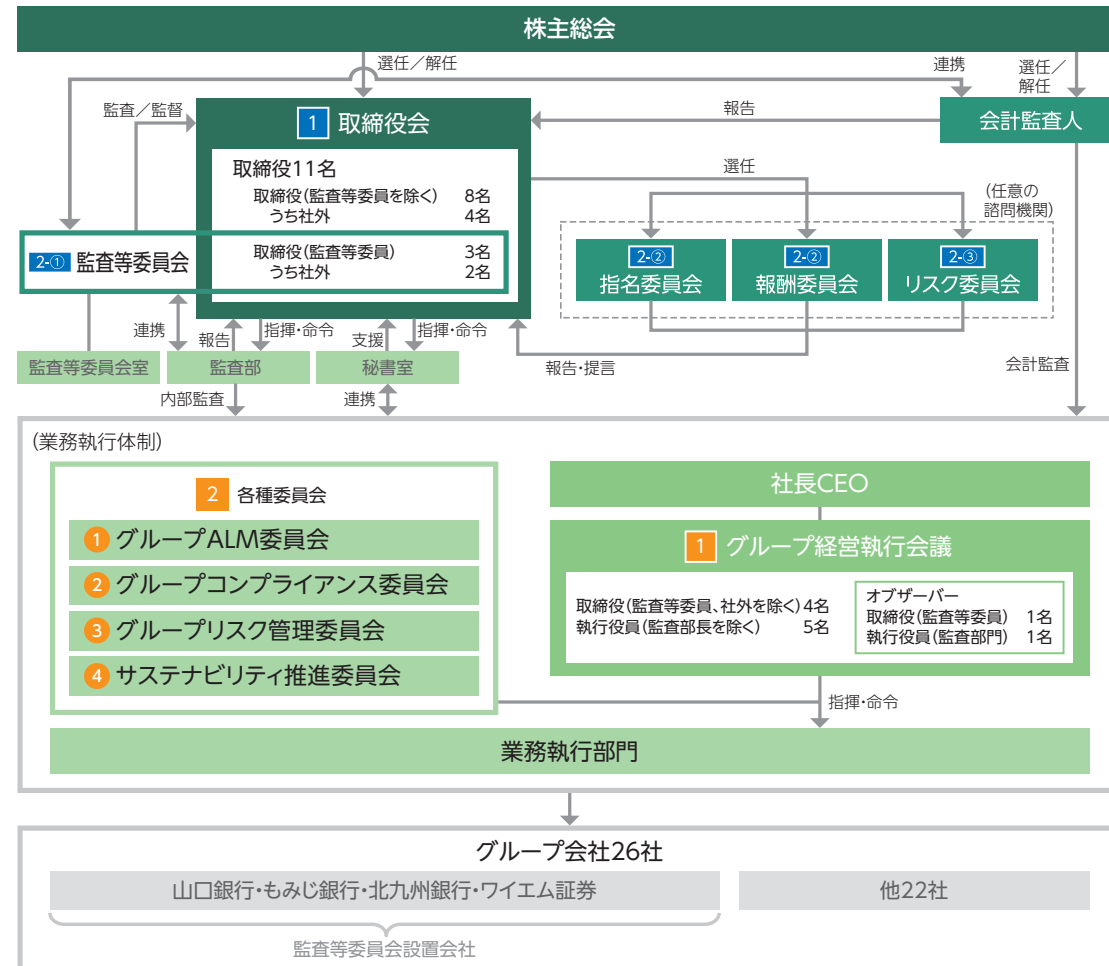 株主総会
選任／解任
連携
選任／
解任
監査／監督
報告
1 取締役会
会計監査人
取締役11名
取締役(監査等委員を除く) 8名
うち社外 4名
選任
(任意の
諮問機関)
2-① 監査等委員会
取締役(監査等委員) 3名
うち社外 2名
2-②
指名委員会
2-②
報酬委員会
2-③
リスク委員会
連携
報告
指揮・命令
支援
指揮・命令
報告・提言
会計監査
監査等委員会室
監査部
秘書室
内部監査
連携
(業務執行体制)
2 各種委員会
1 グループALM委員会
2 グループコンプライアンス委員会
3 グループリスク管理委員会
4 サステナビリティ推進委員会
社長CEO
1 グループ経営執行会議
取締役(監査等委員、社外を除く) 4名
執行役員(監査部長を除く) 5名
オブザーバー
取締役(監査等委員) 1名
執行役員(監査部門) 1名
指揮・命令
業務執行部門
グループ会社26社
山口銀行・もみじ銀行・北九州銀行・ワイエム証券
他22社
監査等委員会設置会社